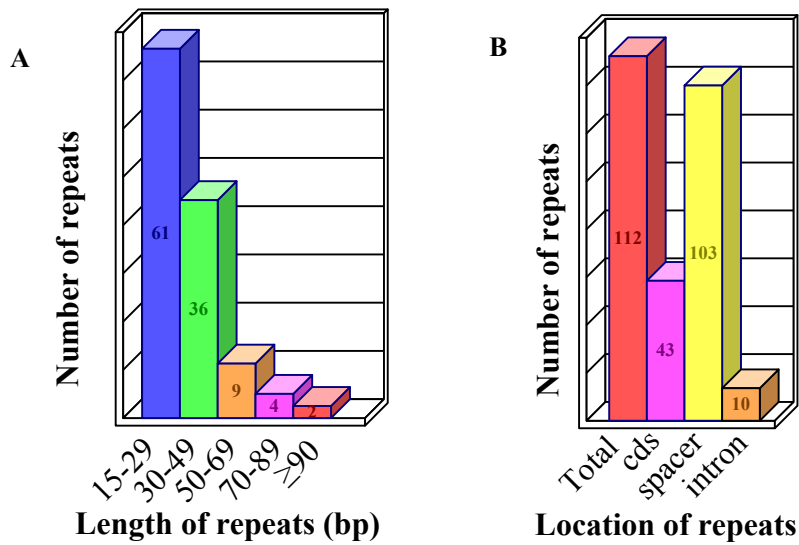 A
Number of repeats
61
36
9
4
2
15-29
30-49
50-69
70-89
≥90
Length of repeats (bp)
B
Number of repeats
112
43
103
10
Total
cds
spacer
intron
Location of repeats